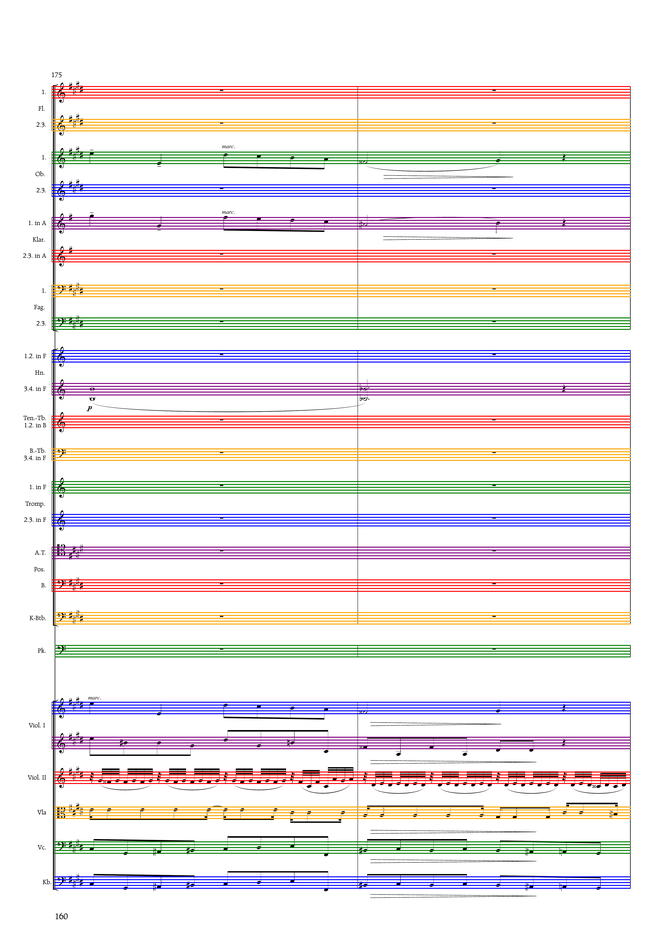 175
1.
Fl.
2.3.
marc.
1.
Ob.
2.3.
marc.
1. in A
Klar.
2.3. in A
1.
Fag.
2.3.
1.2. in F
Hn.
3.4. in F
p
Ten.-Tb.
1.2. in B
B.-Tb.
3.4. in F
1. in F
Tromp.
2.3. in F
A.T.
Pos.
B.
K-Btb.
Pk.
marc.
Viol. I
Viol. II
Vla
Vc.
Kb.
160